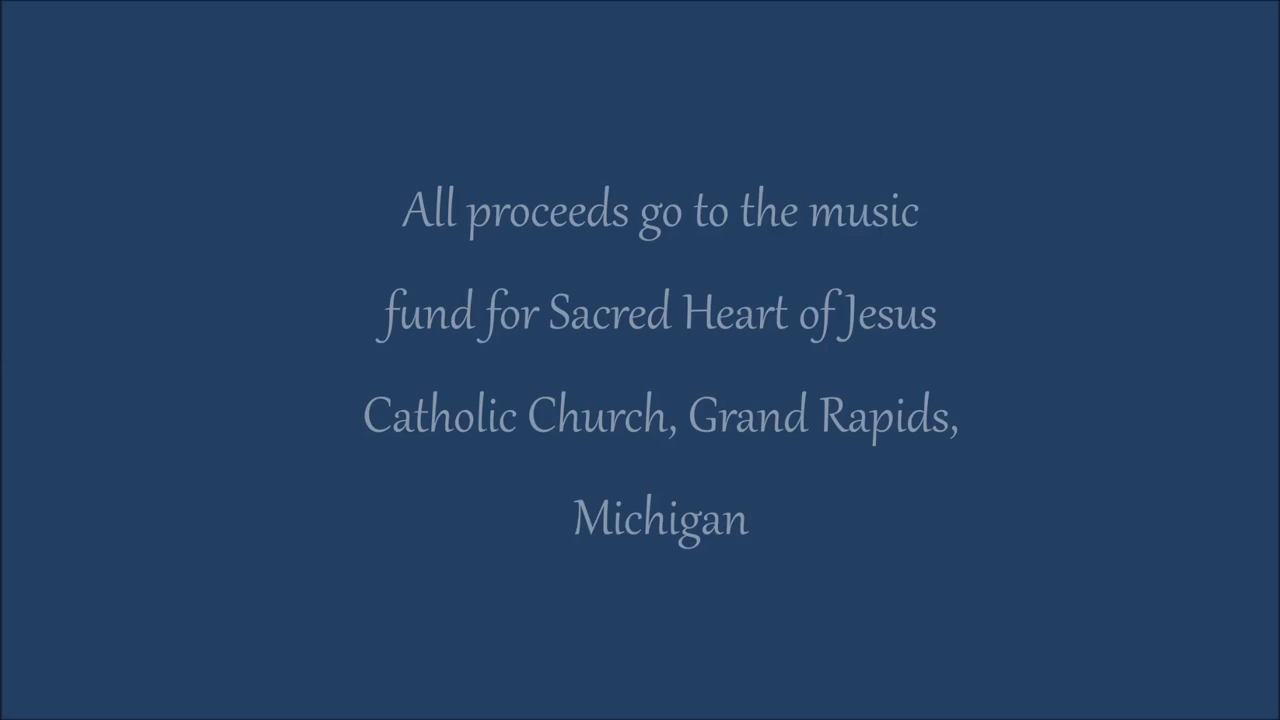 All proceeds go to the music
fund for Sacred Heart of Jesus
Catholic Church, Grand Rapids,
Michigan